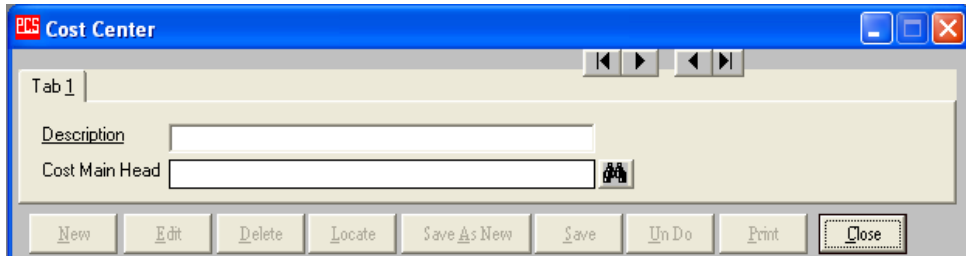 PCS Cost Center
Tab 1
Description
Cost Main Head
New Edit Delete Locate Save As New Save Un Do Print Close